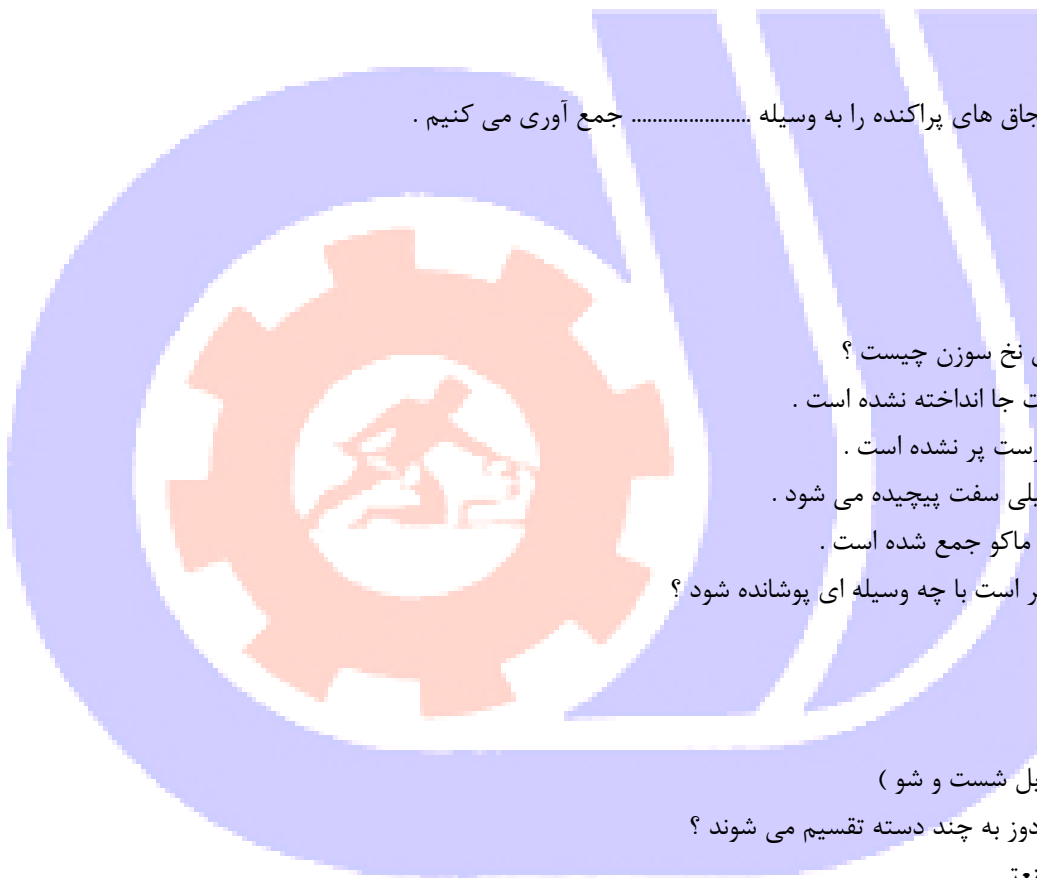 جاق های پراکنده را به وسیله ....................... جمع آوری می کنیم .
نخ سوزن چیست ؟
ت جا انداخته نشده است .
رست پر نشده است .
یلی سفت پیچیده می شود .
ماکو جمع شده است .
ر است با چه وسیله ای پوشانده شود ؟
بل شست و شو )
دوز به چند دسته تقسیم می شوند ؟